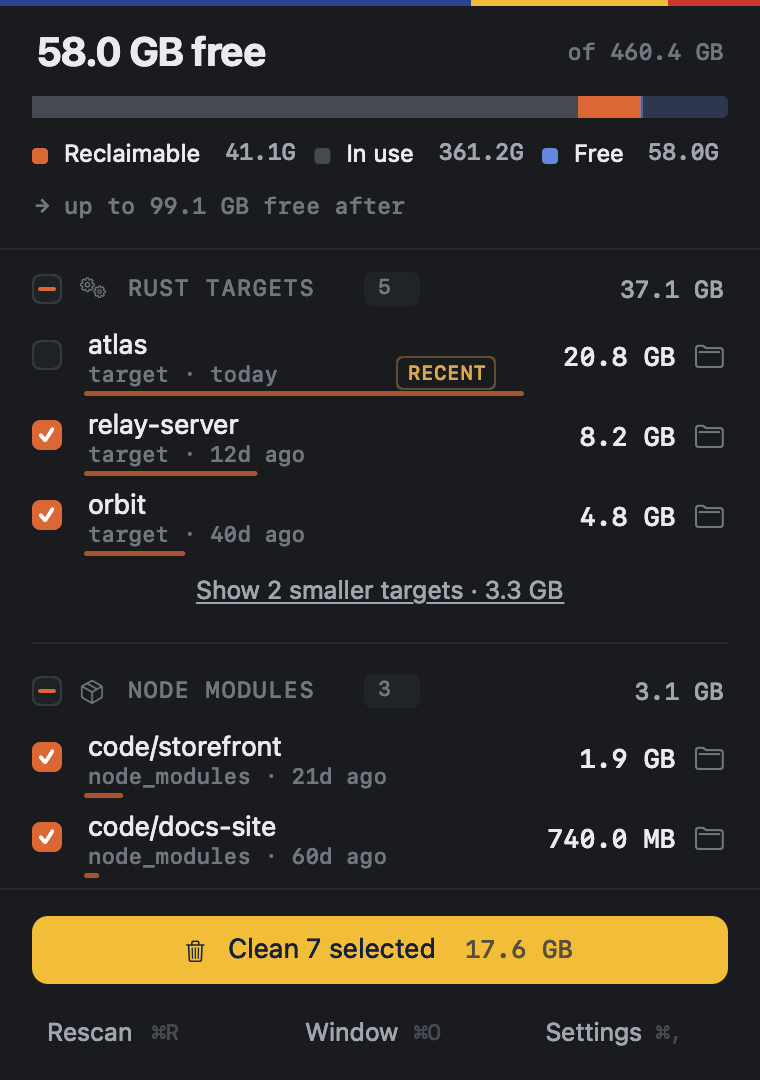 58.0 GB free of 460.4 GB
Reclaimable 41.1G In use 361.2G Free 58.0G
→ up to 99.1 GB free after
RUST TARGETS 5 37.1 GB
atlas
target · today RECENT 20.8 GB
relay-server
target · 12d ago 8.2 GB
orbit
target · 40d ago 4.8 GB
Show 2 smaller targets · 3.3 GB
NODE MODULES 3 3.1 GB
code/storefront
node_modules · 21d ago 1.9 GB
code/docs-site
node_modules · 60d ago 740.0 MB
Clean 7 selected 17.6 GB
Rescan ⌘R Window ⌘O Settings ⌘,